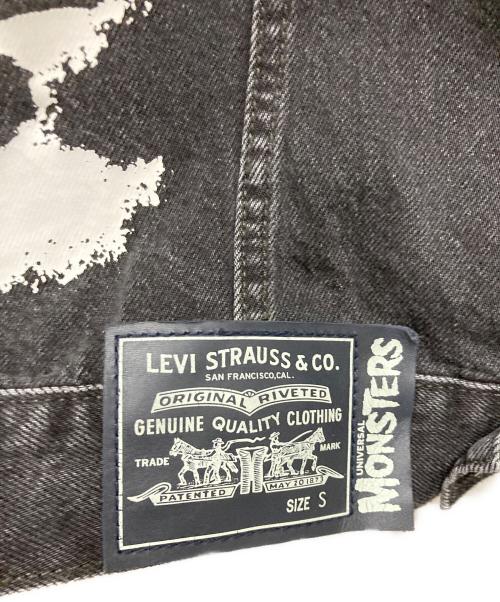 LEVI STRAUSS & CO.
SAN FRANCISCO, CAL.
ORIGINAL RIVETED
GENUINE QUALITY CLOTHING
TRADE MARK
PATENTED MAY 20 187
SIZE S
UNIVERSAL
MONSTERS